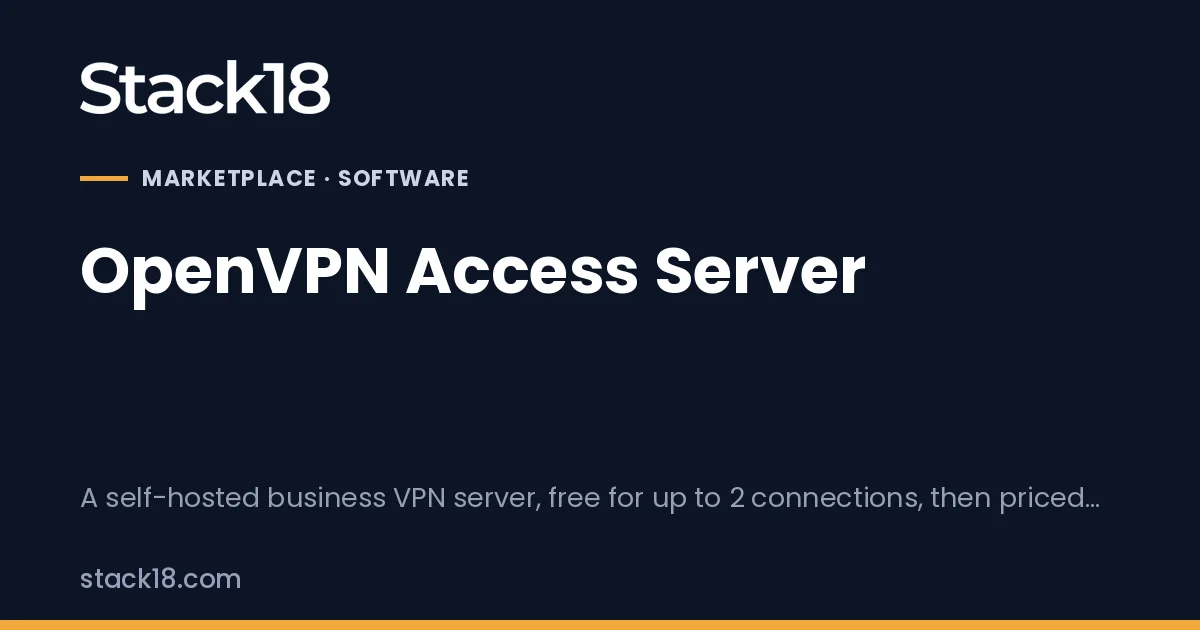 Stack18
MARKETPLACE · SOFTWARE
OpenVPN Access Server
A self-hosted business VPN server, free for up to 2 connections, then priced…
stack18.com